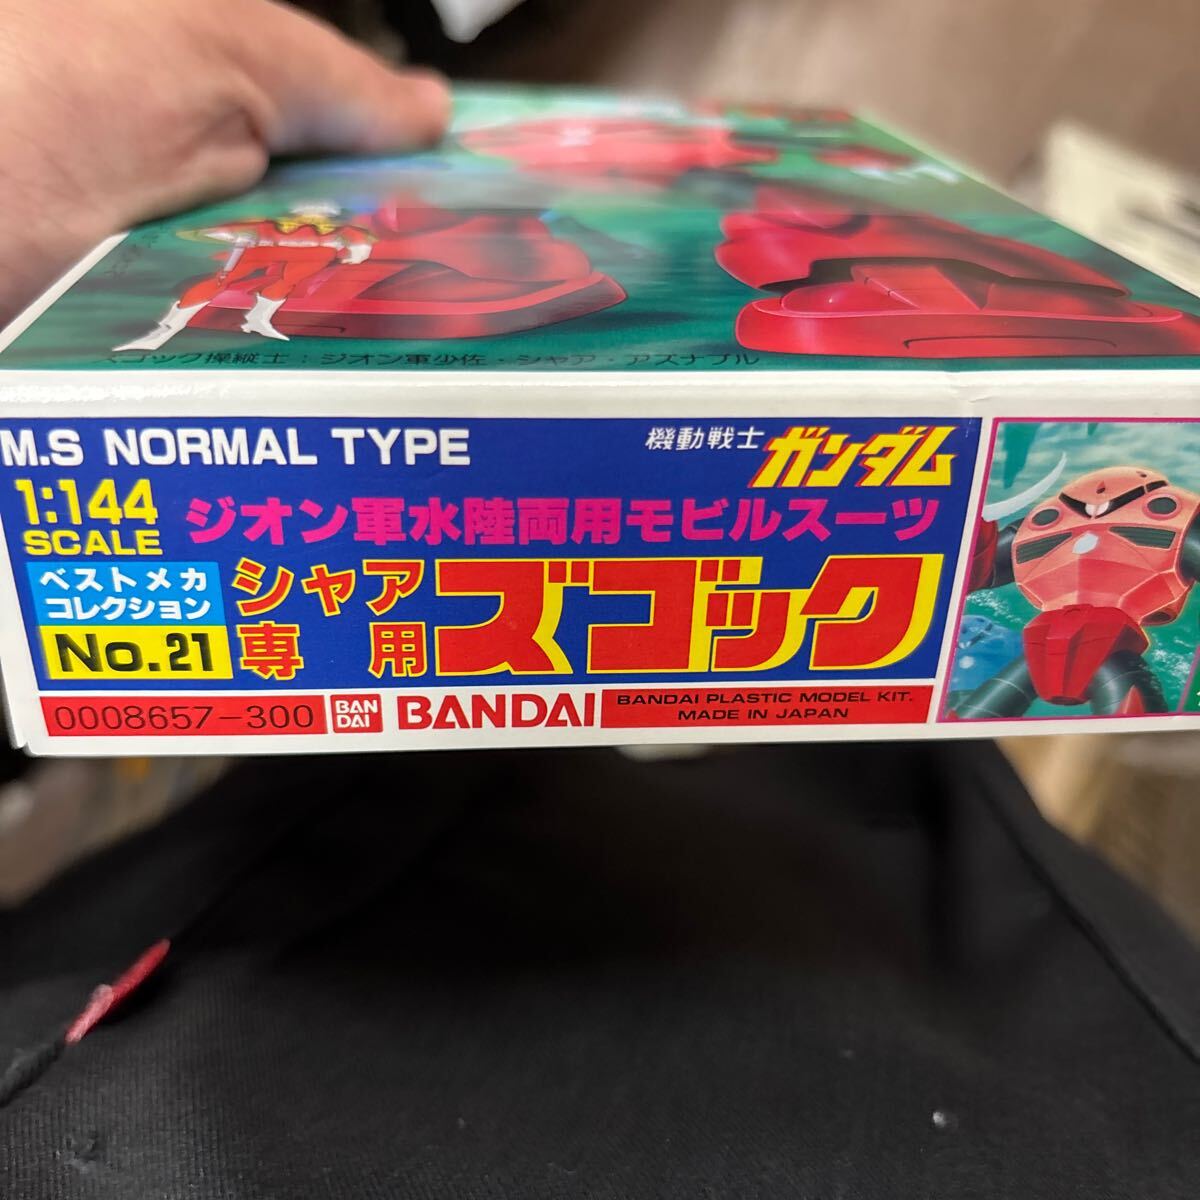 ズゴック操縦士：ジオン軍少佐・シャア・アズナブル
M.S NORMAL TYPE
機動戦士 ガンダム
1:144
SCALE
ジオン軍水陸両用モビルスーツ
ベストメカ
コレクション
No.21
シャア
専用
ズゴック
0008657-300
BAN
DAI
BANDAI
BANDAI PLASTIC MODEL KIT.
MADE IN JAPAN